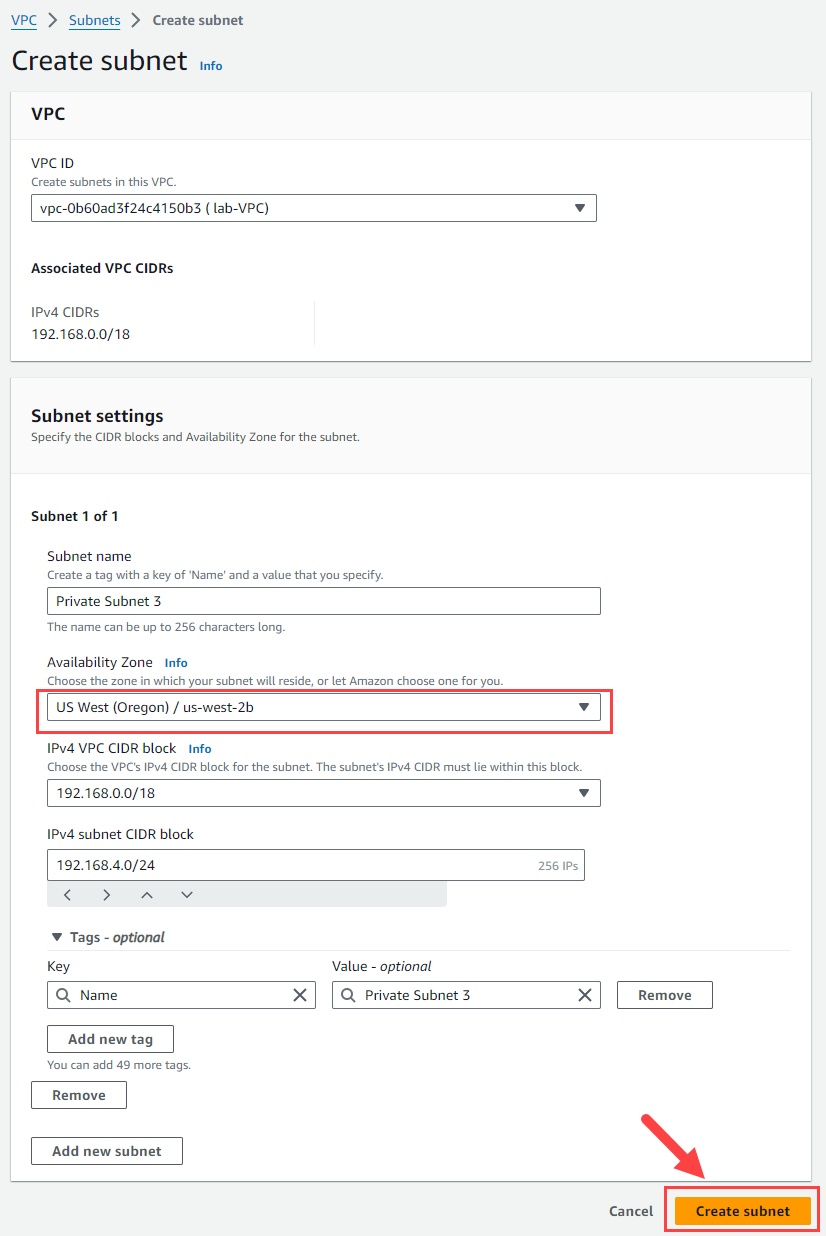 VPC > Subnets > Create subnet
Create subnet Info
VPC
VPC ID
Create subnets in this VPC.
vpc-0b60ad3f24c4150b3 ( lab-VPC)
Associated VPC CIDRs
IPv4 CIDRs
192.168.0.0/18
Subnet settings
Specify the CIDR blocks and Availability Zone for the subnet.
Subnet 1 of 1
Subnet name
Create a tag with a key of 'Name' and a value that you specify.
Private Subnet 3
The name can be up to 256 characters long.
Availability Zone Info
Choose the zone in which your subnet will reside, or let Amazon choose one for you.
US West (Oregon) / us-west-2b
IPv4 VPC CIDR block Info
Choose the VPC's IPv4 CIDR block for the subnet. The subnet's IPv4 CIDR must lie within this block.
192.168.0.0/18
IPv4 subnet CIDR block
192.168.4.0/24 256 IPs
Tags - optional
Key Value - optional
Name Private Subnet 3 Remove
Add new tag
You can add 49 more tags.
Remove
Add new subnet
Cancel Create subnet